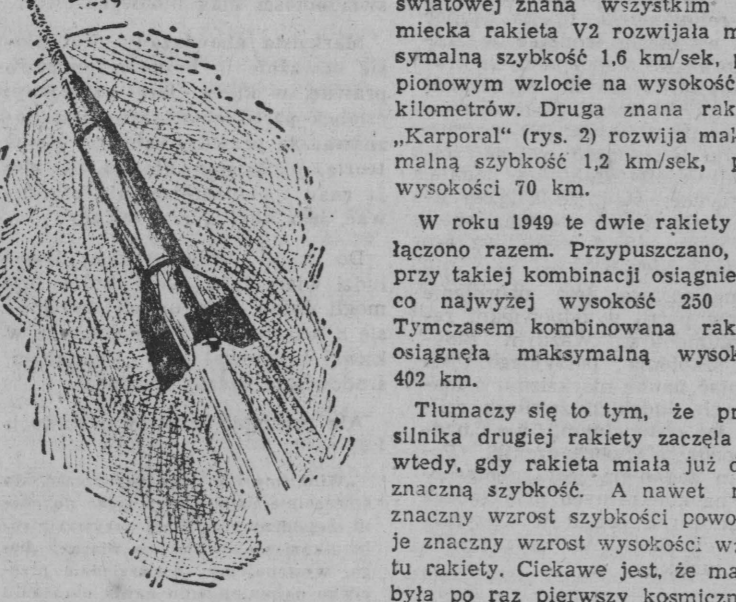 światowej znana wszystkim
miecka rakieta V2 rozwijała m
symalną szybkość 1,6 km/sek, p
pionowym wzlocie na wysokość
kilometrów. Druga znana rak
„Karporal“ (rys. 2) rozwija mak
malną szybkość 1,2 km/sek, p
wysokości 70 km.
W roku 1949 te dwie rakiety
łączono razem. Przypuszczano,
przy takiej kombinacji osiągnie
co najwyżej wysokość 250
Tymczasem kombinowana rak
osiągnęła maksymalną wysok
402 km.
Tłumaczy się to tym, że pr
silnika drugiej rakiety zaczęła
wtedy, gdy rakieta miała już d
znaczną szybkość. A nawet n
znaczny wzrost szybkości powo
je znaczny wzrost wysokości wz
tu rakiety. Ciekawe jest, że ma
była po raz pierwszy kosmiczn